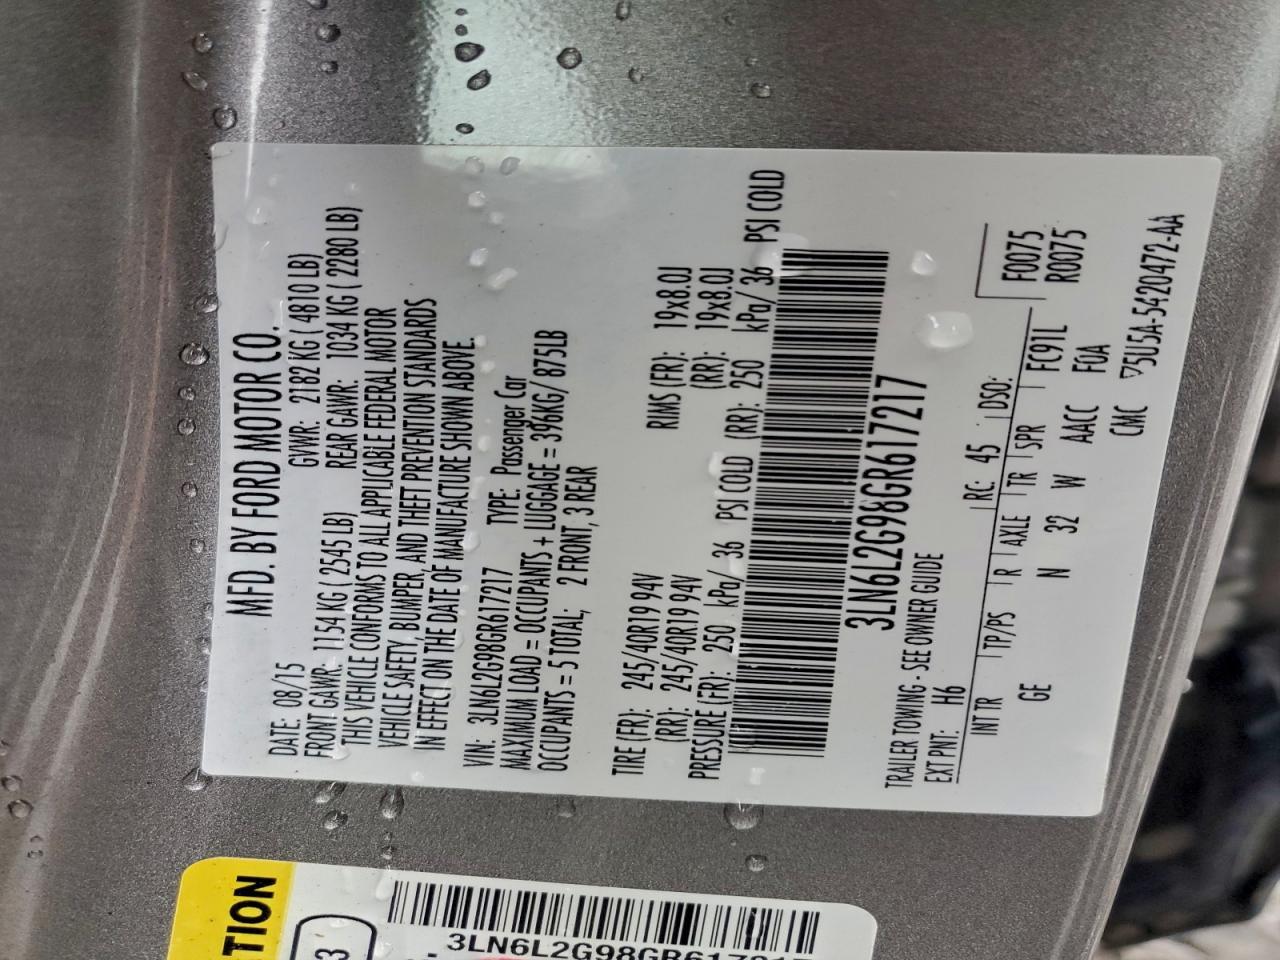 MFD. BY FORD MOTOR CO.
DATE: 08/15 GVWR: 2182 KG ( 4810 LB)
FRONT GAWR: 1154 KG ( 2545 LB) REAR GAWR: 1034 KG ( 2280 LB)
THIS VEHICLE CONFORMS TO ALL APPLICABLE FEDERAL MOTOR
VEHICLE SAFETY, BUMPER, AND THEFT PREVENTION STANDARDS
IN EFFECT ON THE DATE OF MANUFACTURE SHOWN ABOVE.
VIN: 3LN6L2G98GR617217 TYPE: Passenger Car
MAXIMUM LOAD = OCCUPANTS + LUGGAGE = 396KG/ 875LB
OCCUPANTS = 5 TOTAL; 2 FRONT, 3 REAR
TIRE (FR): 245/40R19 94V RIMS (FR): 19x8.0J
(RR): 245/40R19 94V (RR): 19x8.0J
PRESSURE (FR): 250 kPa/ 36 PSI COLD (RR): 250 kPa/ 36 PSI COLD
3LN6L2G98GR617217
TRAILER TOWING - SEE OWNER GUIDE
EXT PNT: H6 RC: 45 DSO: F0075
R0075
INT TR TP/PS R AXLE TR SPR FC91L
GE N 32 W AACC F0A
CMC ▽5U5A-5420472-AA
TION
3
3LN6L2G98GR617217